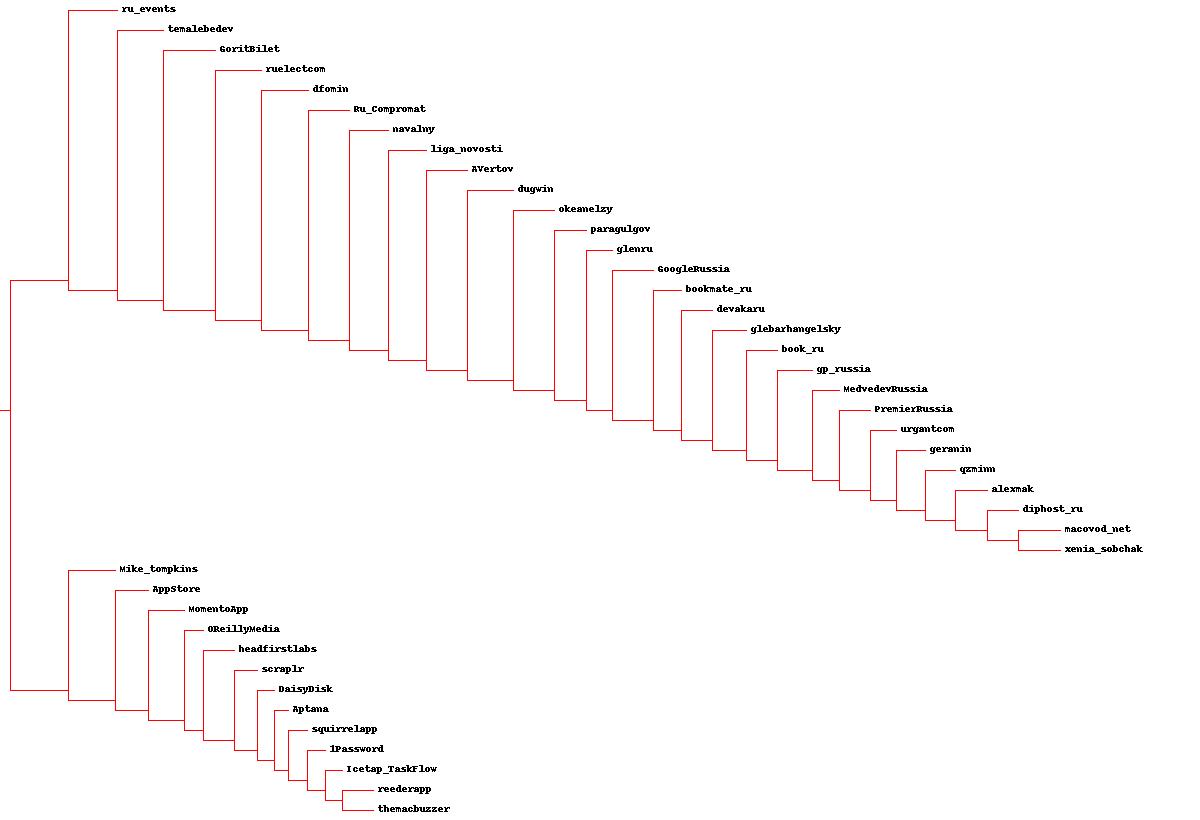 ru_events
temalebedev
GoritBilet
ruelectcom
dfomin
Ru_Compromat
navalny
liga_novosti
AVertov
dugwin
okeanelzy
paragulgov
glenru
GoogleRussia
bookmate_ru
devakaru
glebarhangelsky
book_ru
gp_russia
MedvedevRussia
PremierRussia
urgantcom
geranin
qzminn
alexmak
diphost_ru
macovod_net
xenia_sobchak
Mike_tompkins
AppStore
MomentoApp
OReillyMedia
headfirstlabs
scraplr
DaisyDisk
Aptana
squirrelapp
1Password
Icetap_TaskFlow
reederapp
themacbuzzer